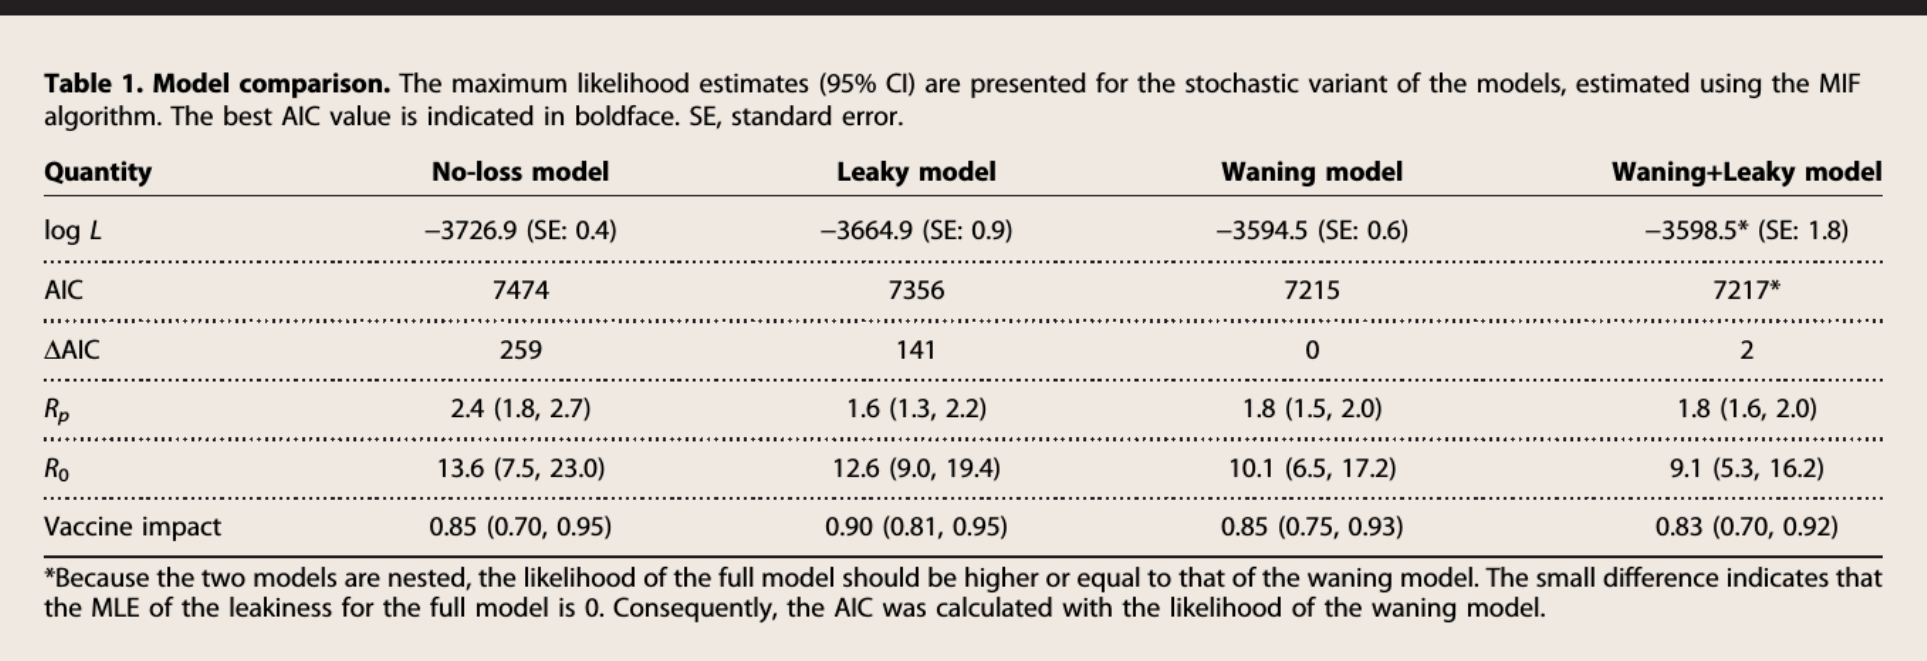 Table 1. Model comparison. The maximum likelihood estimates (95% CI) are presented for the stochastic variant of the models, estimated using the MIF
algorithm. The best AIC value is indicated in boldface. SE, standard error.
Quantity No-loss model Leaky model Waning model Waning+Leaky model
log L −3726.9 (SE: 0.4) −3664.9 (SE: 0.9) −3594.5 (SE: 0.6) −3598.5* (SE: 1.8)
AIC 7474 7356 7215 7217*
ΔAIC 259 141 0 2
Rp 2.4 (1.8, 2.7) 1.6 (1.3, 2.2) 1.8 (1.5, 2.0) 1.8 (1.6, 2.0)
R0 13.6 (7.5, 23.0) 12.6 (9.0, 19.4) 10.1 (6.5, 17.2) 9.1 (5.3, 16.2)
Vaccine impact 0.85 (0.70, 0.95) 0.90 (0.81, 0.95) 0.85 (0.75, 0.93) 0.83 (0.70, 0.92)
*Because the two models are nested, the likelihood of the full model should be higher or equal to that of the waning model. The small difference indicates that
the MLE of the leakiness for the full model is 0. Consequently, the AIC was calculated with the likelihood of the waning model.